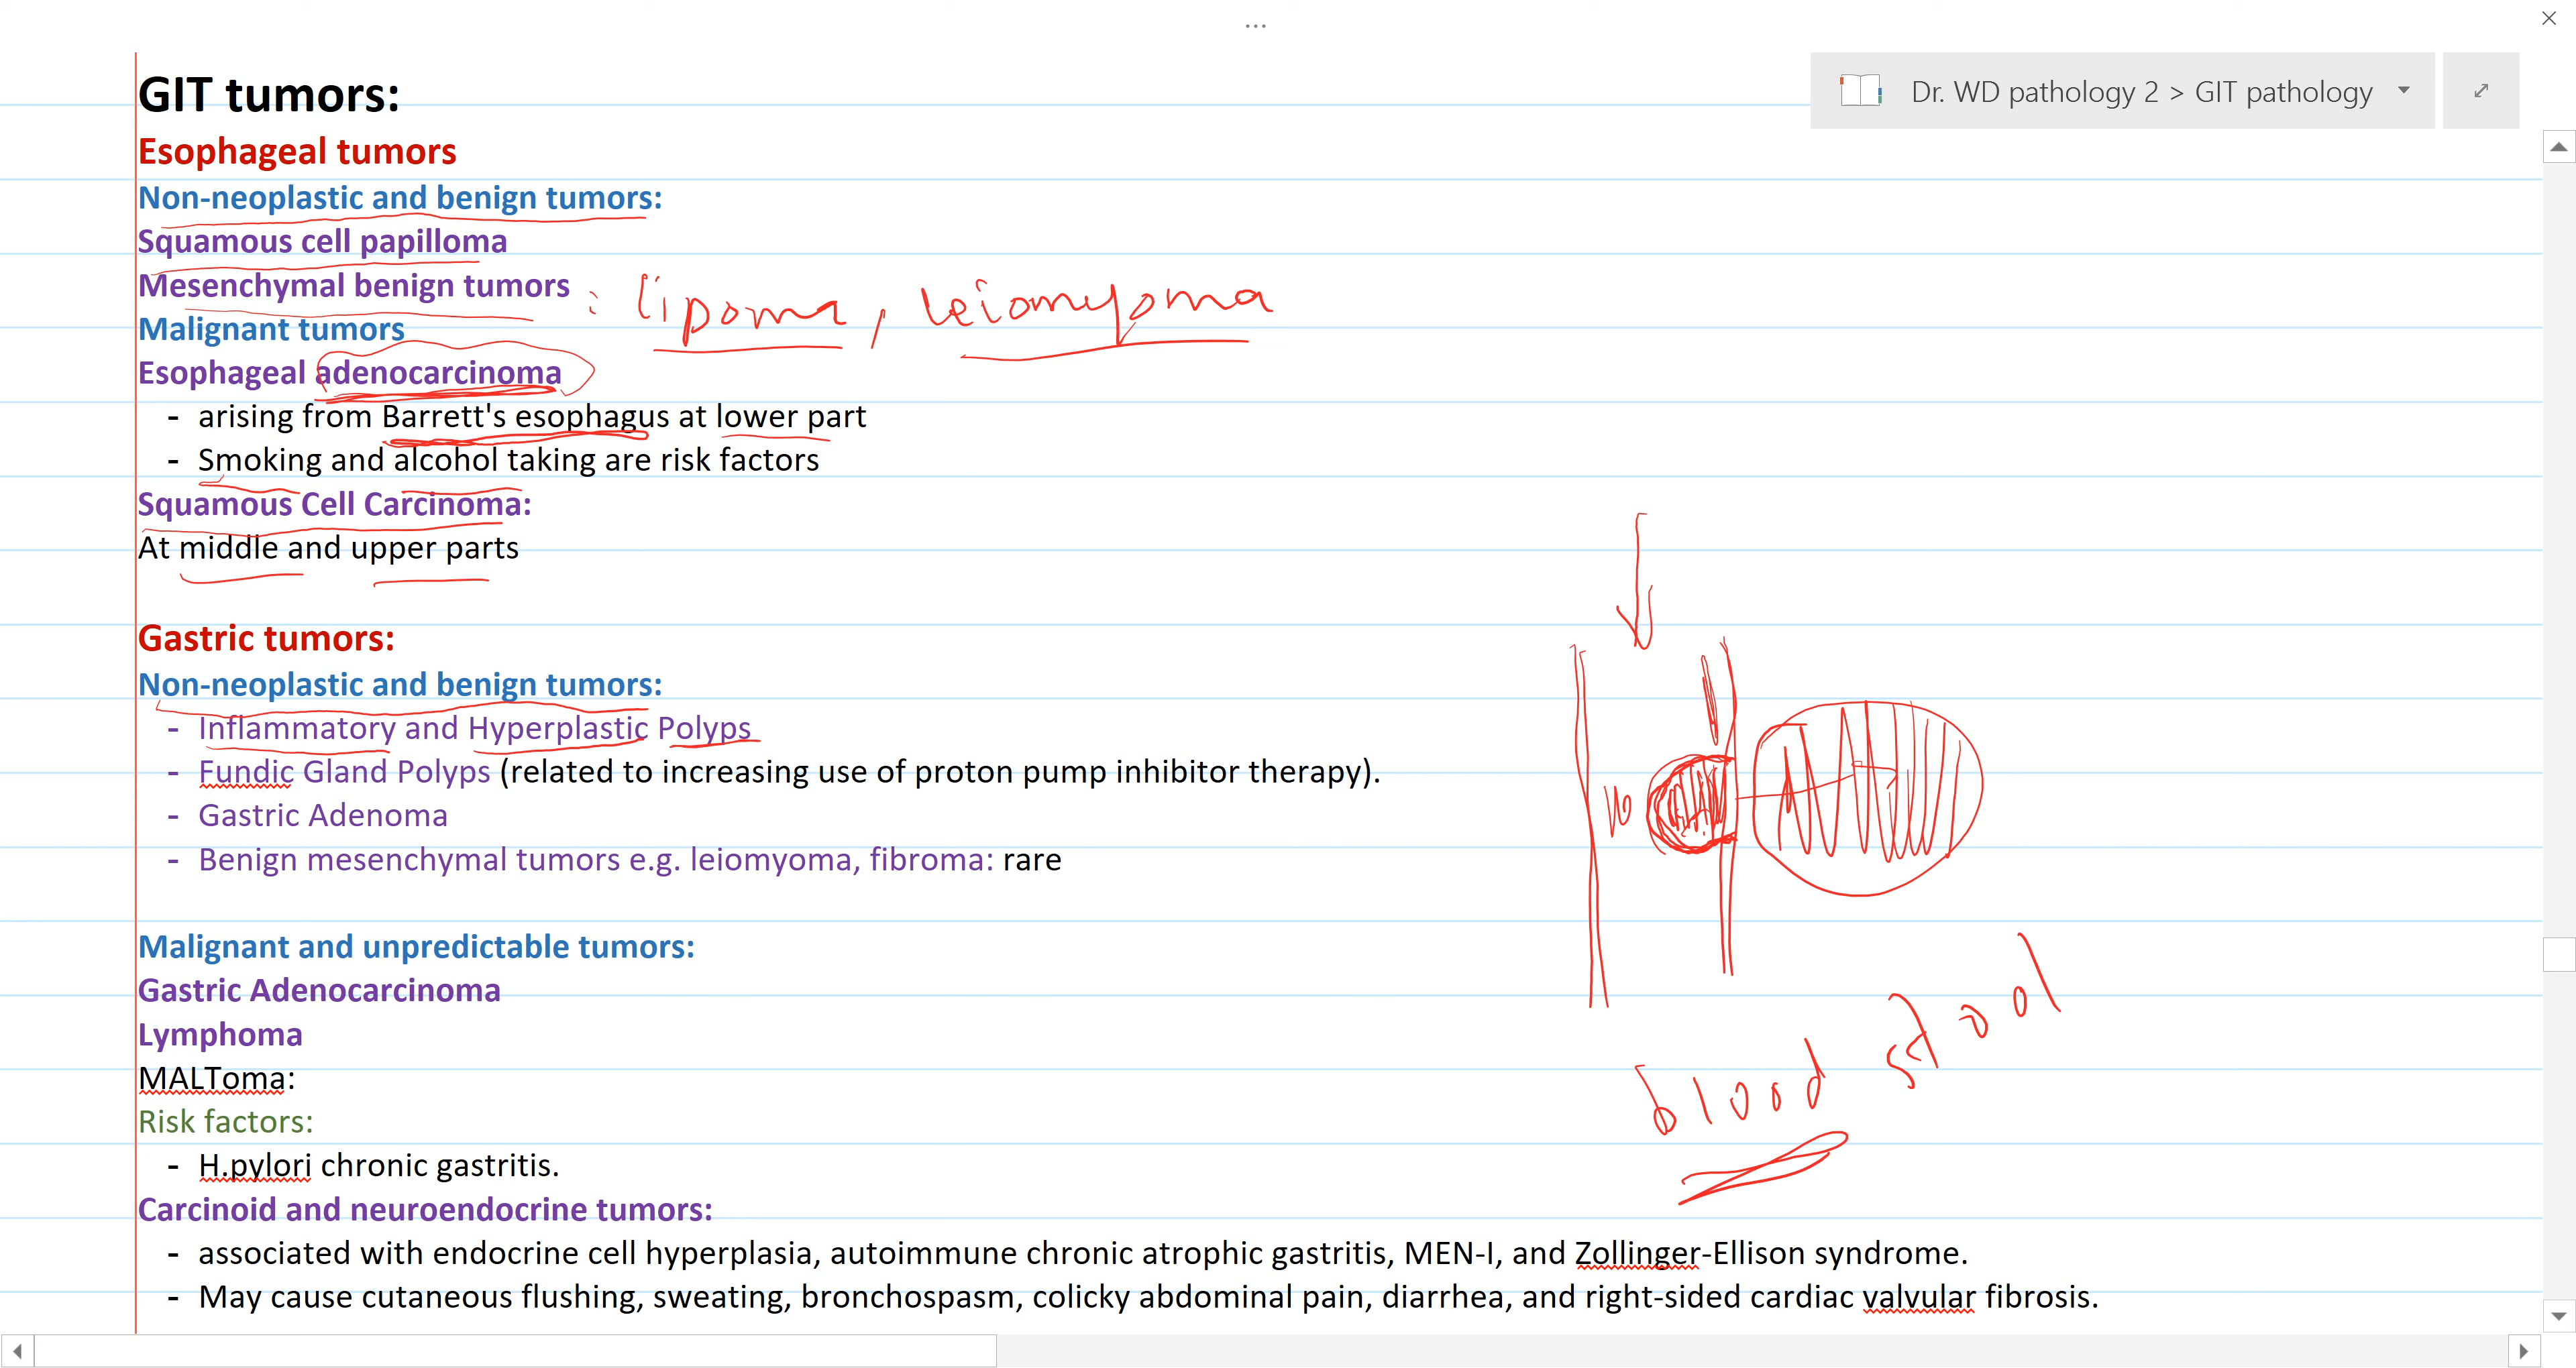 GIT tumors:
Dr. WD pathology 2 > GIT pathology
Esophageal tumors
Non-neoplastic and benign tumors:
Squamous cell papilloma
Mesenchymal benign tumors : lipoma, leiomyoma
Malignant tumors
Esophageal adenocarcinoma
- arising from Barrett's esophagus at lower part
- Smoking and alcohol taking are risk factors
Squamous Cell Carcinoma:
At middle and upper parts
Gastric tumors:
Non-neoplastic and benign tumors:
- Inflammatory and Hyperplastic Polyps
- Fundic Gland Polyps (related to increasing use of proton pump inhibitor therapy).
- Gastric Adenoma
- Benign mesenchymal tumors e.g. leiomyoma, fibroma: rare
Malignant and unpredictable tumors:
Gastric Adenocarcinoma
Lymphoma
MALToma:
blood stool
Risk factors:
- H.pylori chronic gastritis.
Carcinoid and neuroendocrine tumors:
- associated with endocrine cell hyperplasia, autoimmune chronic atrophic gastritis, MEN-I, and Zollinger-Ellison syndrome.
- May cause cutaneous flushing, sweating, bronchospasm, colicky abdominal pain, diarrhea, and right-sided cardiac valvular fibrosis.